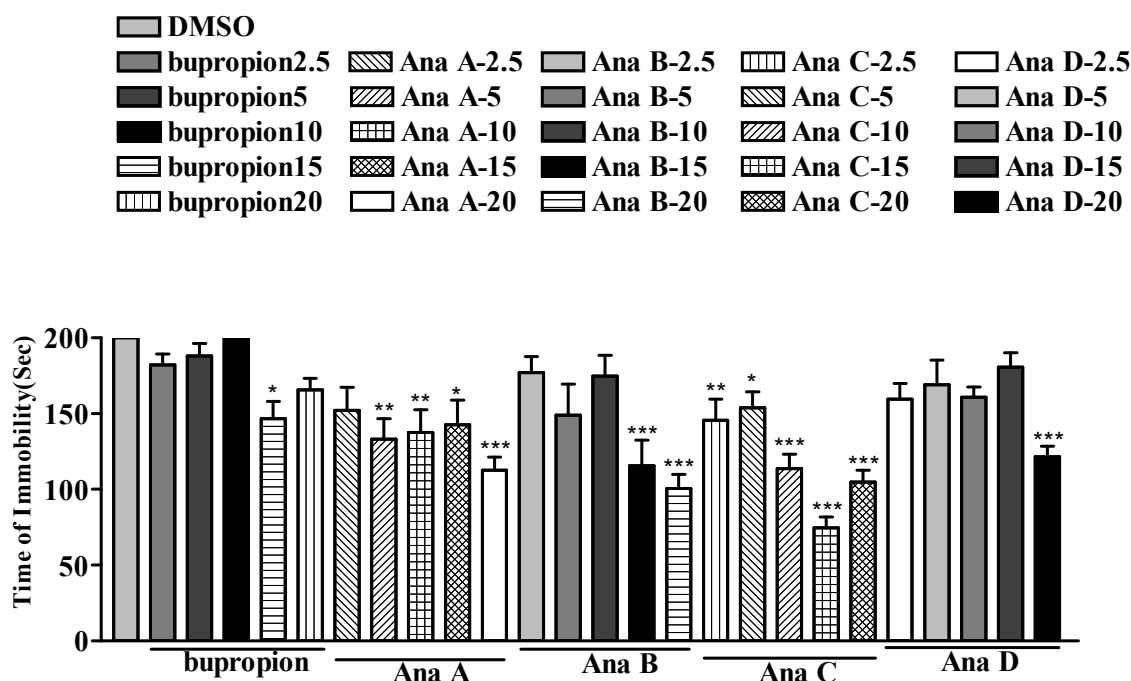 DMSO
bupropion2.5 Ana A-2.5 Ana B-2.5 Ana C-2.5 Ana D-2.5
bupropion5 Ana A-5 Ana B-5 Ana C-5 Ana D-5
bupropion10 Ana A-10 Ana B-10 Ana C-10 Ana D-10
bupropion15 Ana A-15 Ana B-15 Ana C-15 Ana D-15
bupropion20 Ana A-20 Ana B-20 Ana C-20 Ana D-20
Time of Immobility(Sec)
200
150
100
50
0
* ** ** * *** *** *** ** * *** *** *** ***
bupropion Ana A Ana B Ana C Ana D